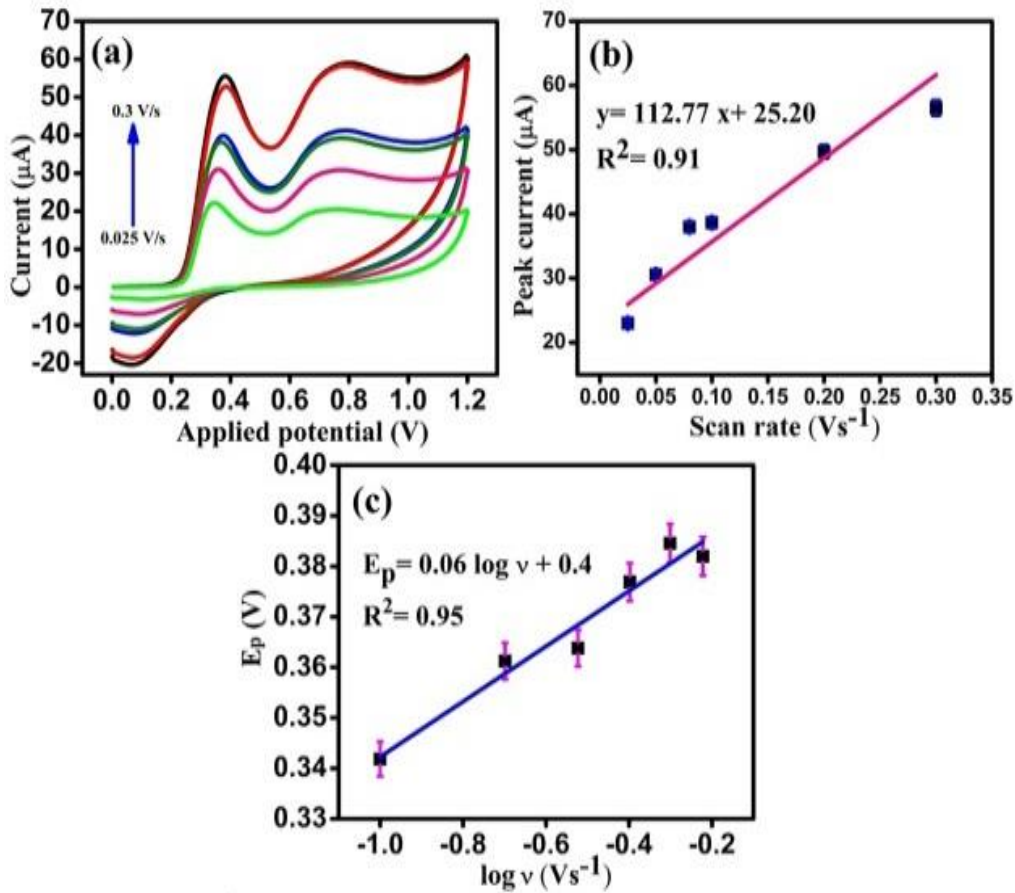 (a)
0.3 V/s
0.025 V/s
Current (μA)
70
60
50
40
30
20
10
0
-10
-20
0.0 0.2 0.4 0.6 0.8 1.0 1.2
Applied potential (V)
(b)
y= 112.77 x+ 25.20
R²= 0.91
Peak current (μA)
70
60
50
40
30
20
0.00 0.05 0.10 0.15 0.20 0.25 0.30 0.35
Scan rate (Vs⁻¹)
(c)
Eₚ= 0.06 log ν + 0.4
R²= 0.95
Eₚ (V)
0.40
0.39
0.38
0.37
0.36
0.35
0.34
0.33
-1.0 -0.8 -0.6 -0.4 -0.2
log ν (Vs⁻¹)